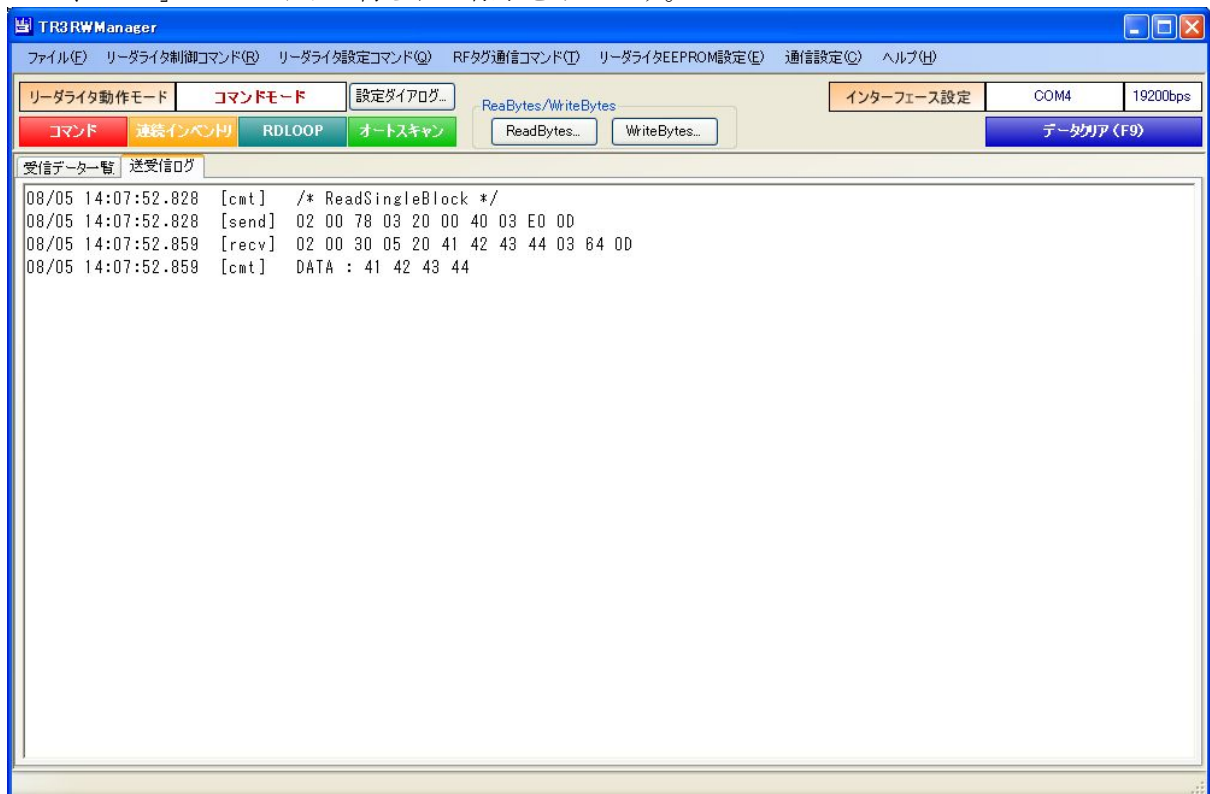 TR3RWManager
ファイル(F) リーダライタ制御コマンド(R) リーダライタ設定コマンド(Q) RFタグ通信コマンド(T) リーダライタEEPROM設定(E) 通信設定(C) ヘルプ(H)
リーダライタ動作モード コマンドモード 設定ダイアログ... ReaBytes/WriteBytes インターフェース設定 COM4 19200bps
コマンド 連続インベントリ RDLOOP オートスキャン ReadBytes... WriteBytes... データクリア(F9)
受信データ一覧 送受信ログ
08/05 14:07:52.828 [cmt] /* ReadSingleBlock */
08/05 14:07:52.828 [send] 02 00 78 03 20 00 40 03 E0 0D
08/05 14:07:52.859 [recv] 02 00 30 05 20 41 42 43 44 03 64 0D
08/05 14:07:52.859 [cmt] DATA : 41 42 43 44